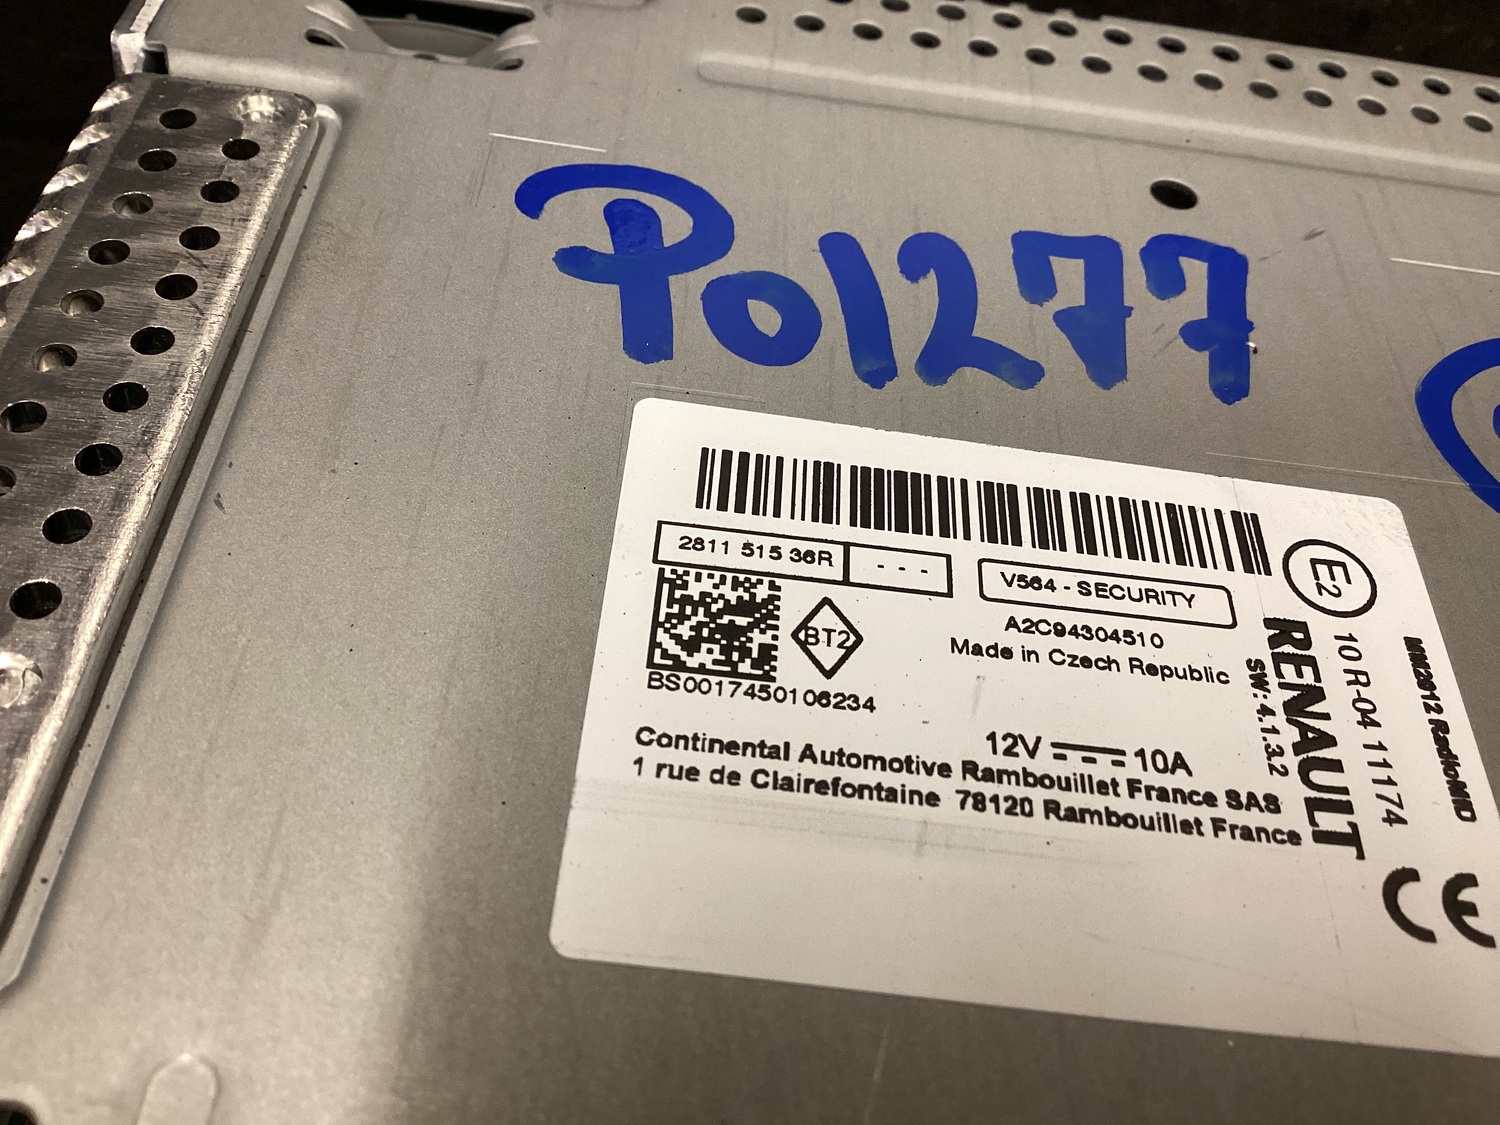 P01277
2811 515 36R
- - -
V564 - SECURITY
A2C94304510
Made in Czech Republic
BT2
BS0017450106234
12V 10A
Continental Automotive Rambouillet France SAS
1 rue de Clairefontaine 78120 Rambouillet France
E2
10 R-04 11174
RENAULT
SW: 4.1.3.2
MM2012 RadioMID
CE